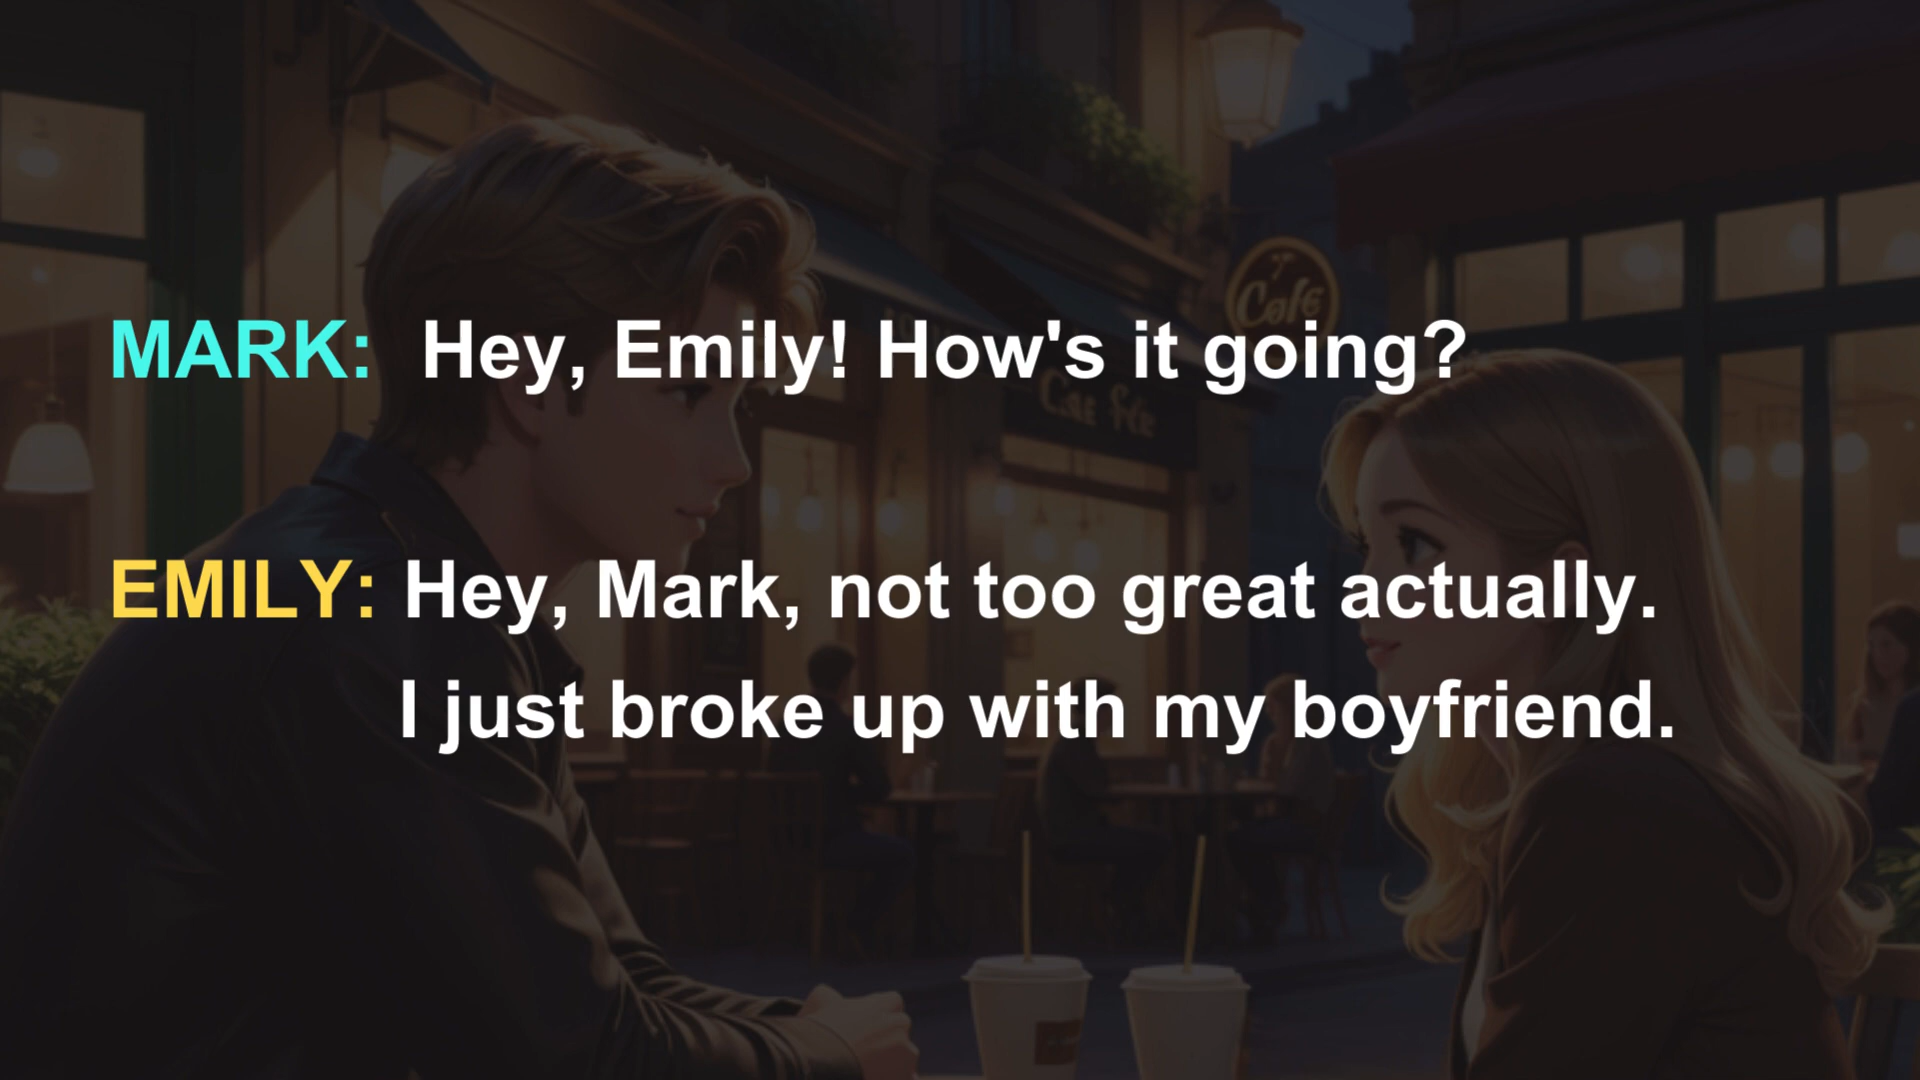 Café
MARK: Hey, Emily! How's it going?
EMILY: Hey, Mark, not too great actually.
I just broke up with my boyfriend.